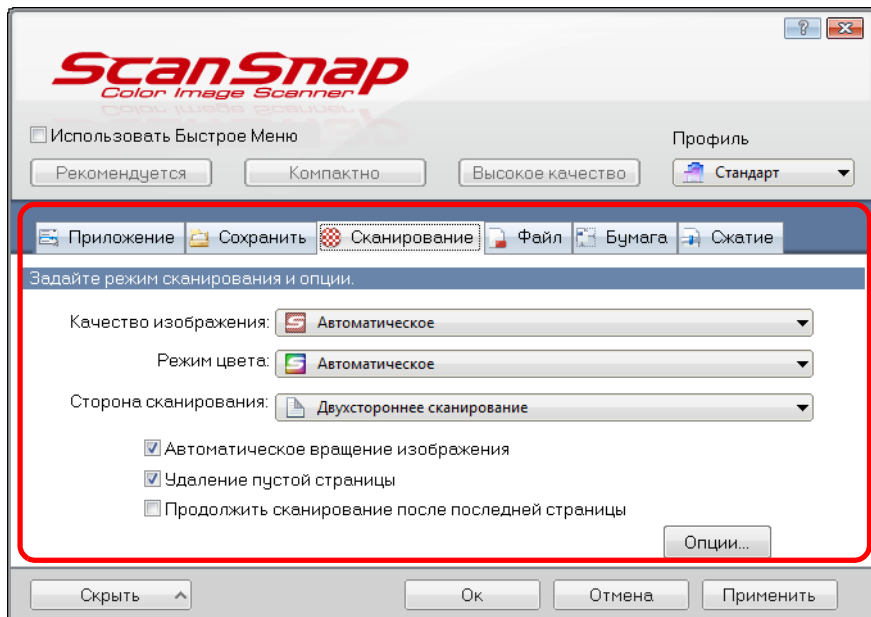 ScanSnap
Color Image Scanner
Использовать Быстрое Меню
Профиль
Рекомендуется Компактно Высокое качество Стандарт
Приложение Сохранить Сканирование Файл Бумага Сжатие
Задайте режим сканирования и опции.
Качество изображения: Автоматическое
Режим цвета: Автоматическое
Сторона сканирования: Двухстороннее сканирование
Автоматическое вращение изображения
Удаление пустой страницы
Продолжить сканирование после последней страницы
Опции...
Скрыть Ок Отмена Применить